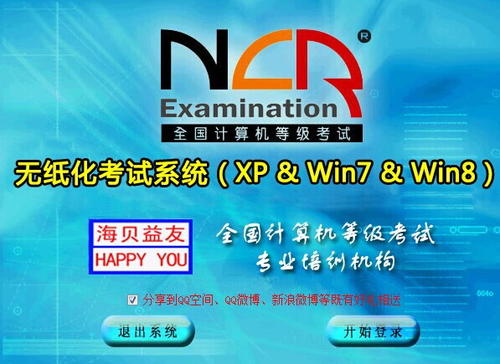 NCR®
Examination
全国计算机等级考试
无纸化考试系统（XP & Win7 & Win8）
海贝益友
HAPPY YOU
全国计算机等级考试
专业培训机构
分享到QQ空间、QQ微博、新浪微博等既有好礼相送
退出系统
开始登录